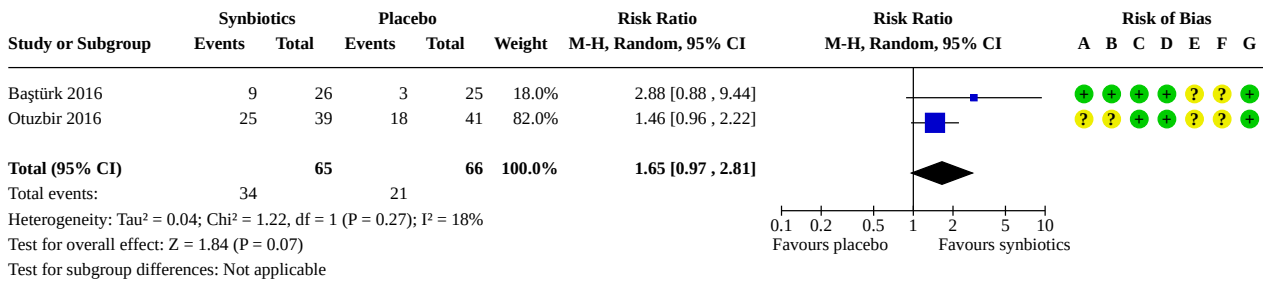 Synbiotics Placebo Risk Ratio Risk Ratio Risk of Bias
Study or Subgroup Events Total Events Total Weight M-H, Random, 95% CI M-H, Random, 95% CI A B C D E F G
Baştürk 2016 9 26 3 25 18.0% 2.88 [0.88 , 9.44] + + + + ? ? +
Otuzbir 2016 25 39 18 41 82.0% 1.46 [0.96 , 2.22] ? ? + + ? ? +
Total (95% CI) 65 66 100.0% 1.65 [0.97 , 2.81]
Total events: 34 21
Heterogeneity: Tau² = 0.04; Chi² = 1.22, df = 1 (P = 0.27); I² = 18%
0.1 0.2 0.5 1 2 5 10
Test for overall effect: Z = 1.84 (P = 0.07) Favours placebo Favours synbiotics
Test for subgroup differences: Not applicable